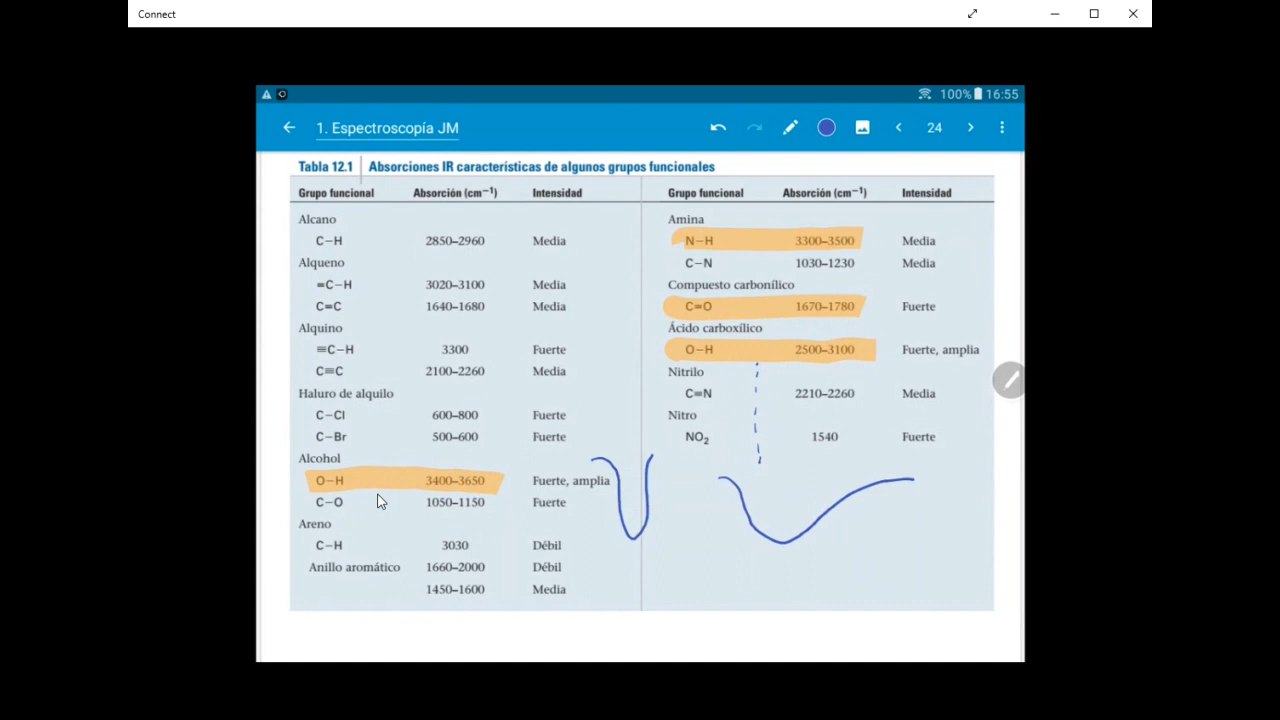 Connect
100% 16:55
1. Espectroscopía JM
24
Tabla 12.1 Absorciones IR características de algunos grupos funcionales
Grupo funcional Absorción (cm⁻¹) Intensidad
Alcano
C−H 2850–2960 Media
Alqueno
=C−H 3020–3100 Media
C=C 1640–1680 Media
Alquino
≡C−H 3300 Fuerte
C≡C 2100–2260 Media
Haluro de alquilo
C−Cl 600–800 Fuerte
C−Br 500–600 Fuerte
Alcohol
O−H 3400–3650 Fuerte, amplia
C−O 1050–1150 Fuerte
Areno
C−H 3030 Débil
Anillo aromático 1660–2000 Débil
1450–1600 Media
Grupo funcional Absorción (cm⁻¹) Intensidad
Amina
N−H 3300–3500 Media
C−N 1030–1230 Media
Compuesto carbonílico
C=O 1670–1780 Fuerte
Ácido carboxílico
O−H 2500–3100 Fuerte, amplia
Nitrilo
C≡N 2210–2260 Media
Nitro
NO₂ 1540 Fuerte